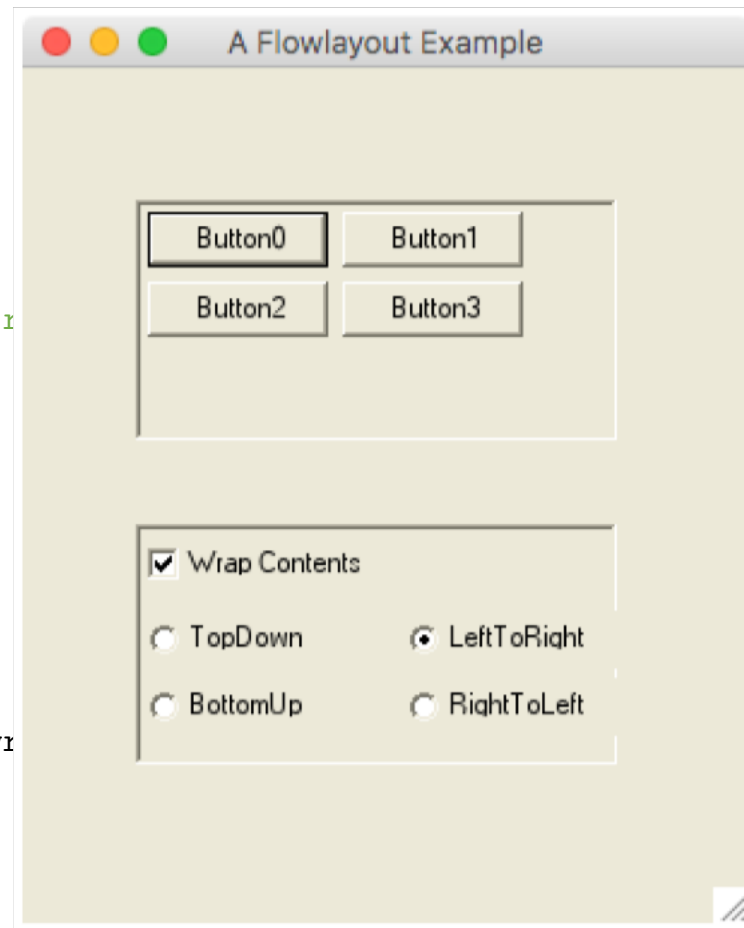 A Flowlayout Example
Button0 Button1
r
Button2 Button3
Wrap Contents
TopDown LeftToRight
BottomUp RightToLeft
r